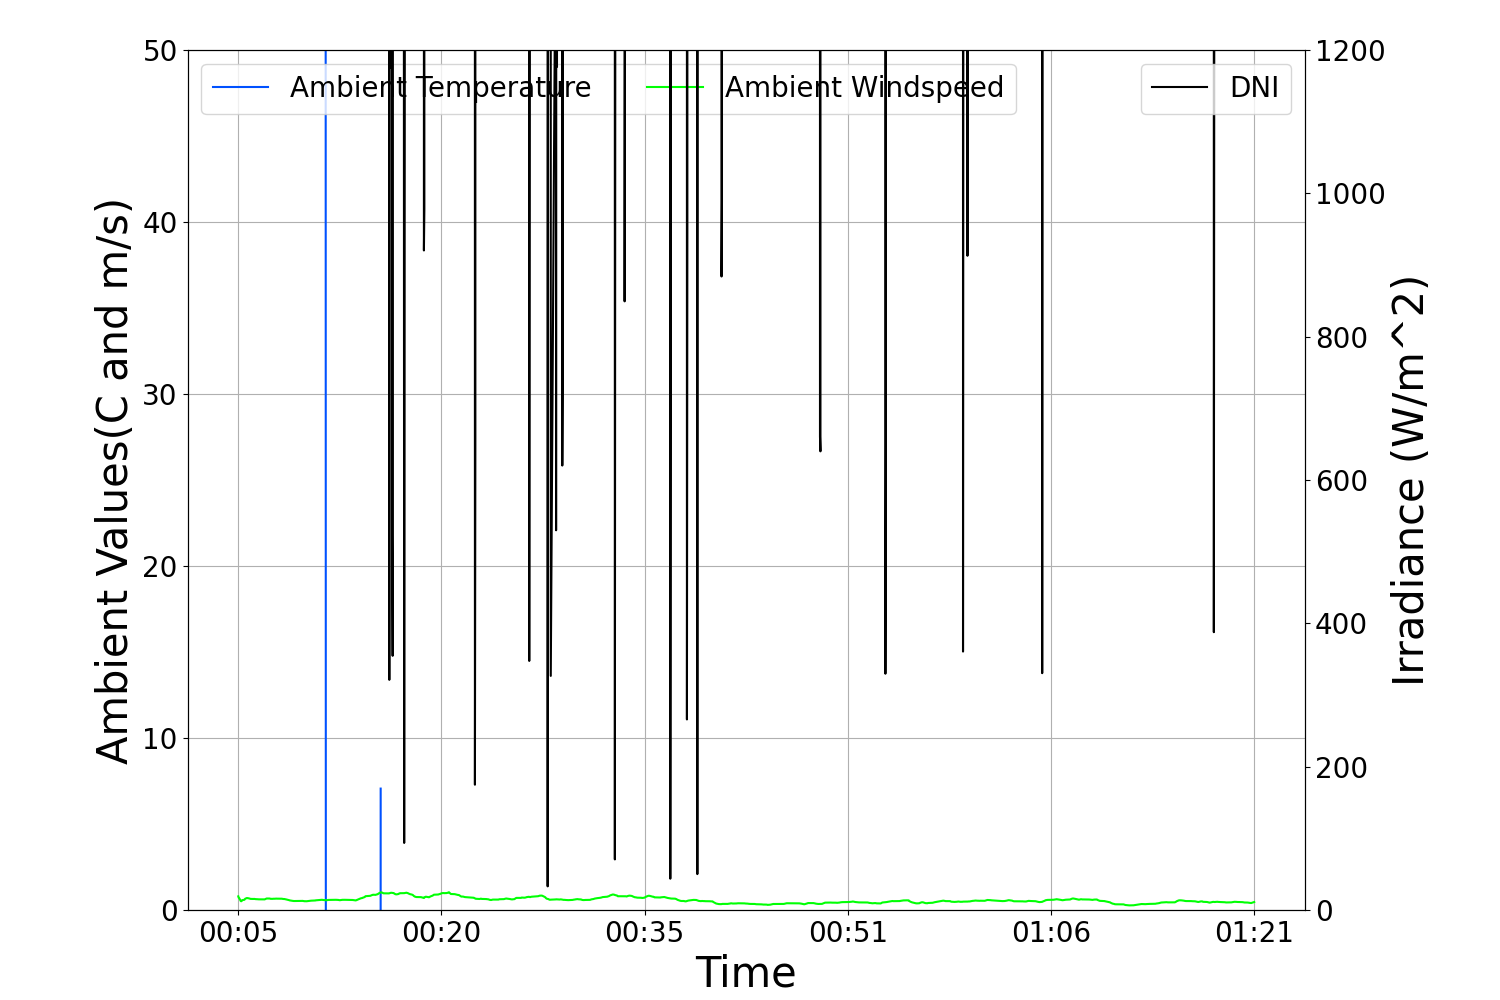 Ambient Temperature
Ambient Windspeed
DNI
Ambient Values(C and m/s)
50
40
30
20
10
0
1200
1000
800
600
400
200
0
Irradiance (W/m^2)
00:05 00:20 00:35 00:51 01:06 01:21
Time